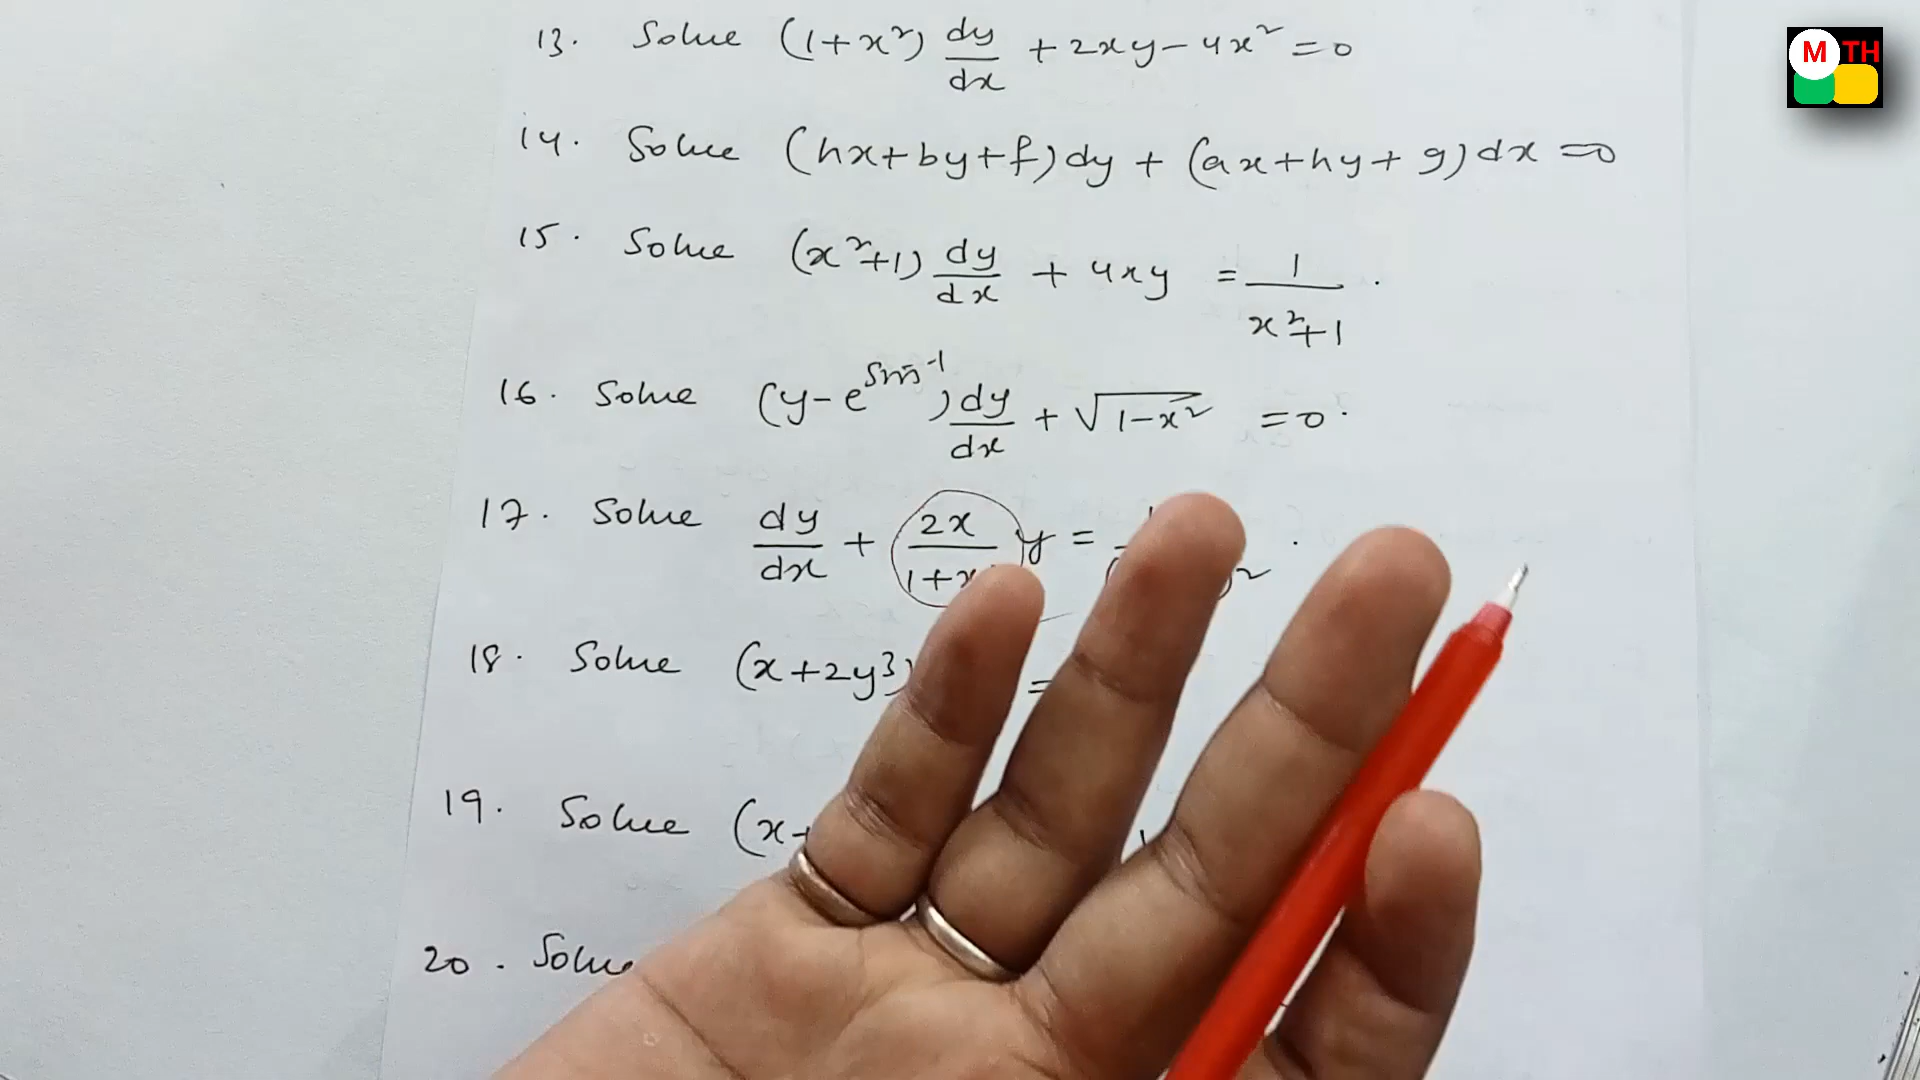 13. Solve (1+x²) dy/dx + 2xy - 4x² = 0
14. Solve (hx+by+f)dy + (ax+hy+g)dx = 0
15. Solve (x²+1) dy/dx + 4xy = 1/(x²+1).
16. Solve (y-e^sin⁻¹) dy/dx + √(1-x²) = 0.
17. Solve dy/dx + 2x/1+x y =
18. Solve (x+2y³) =
19. Solve (x+
20. Solve
M TH